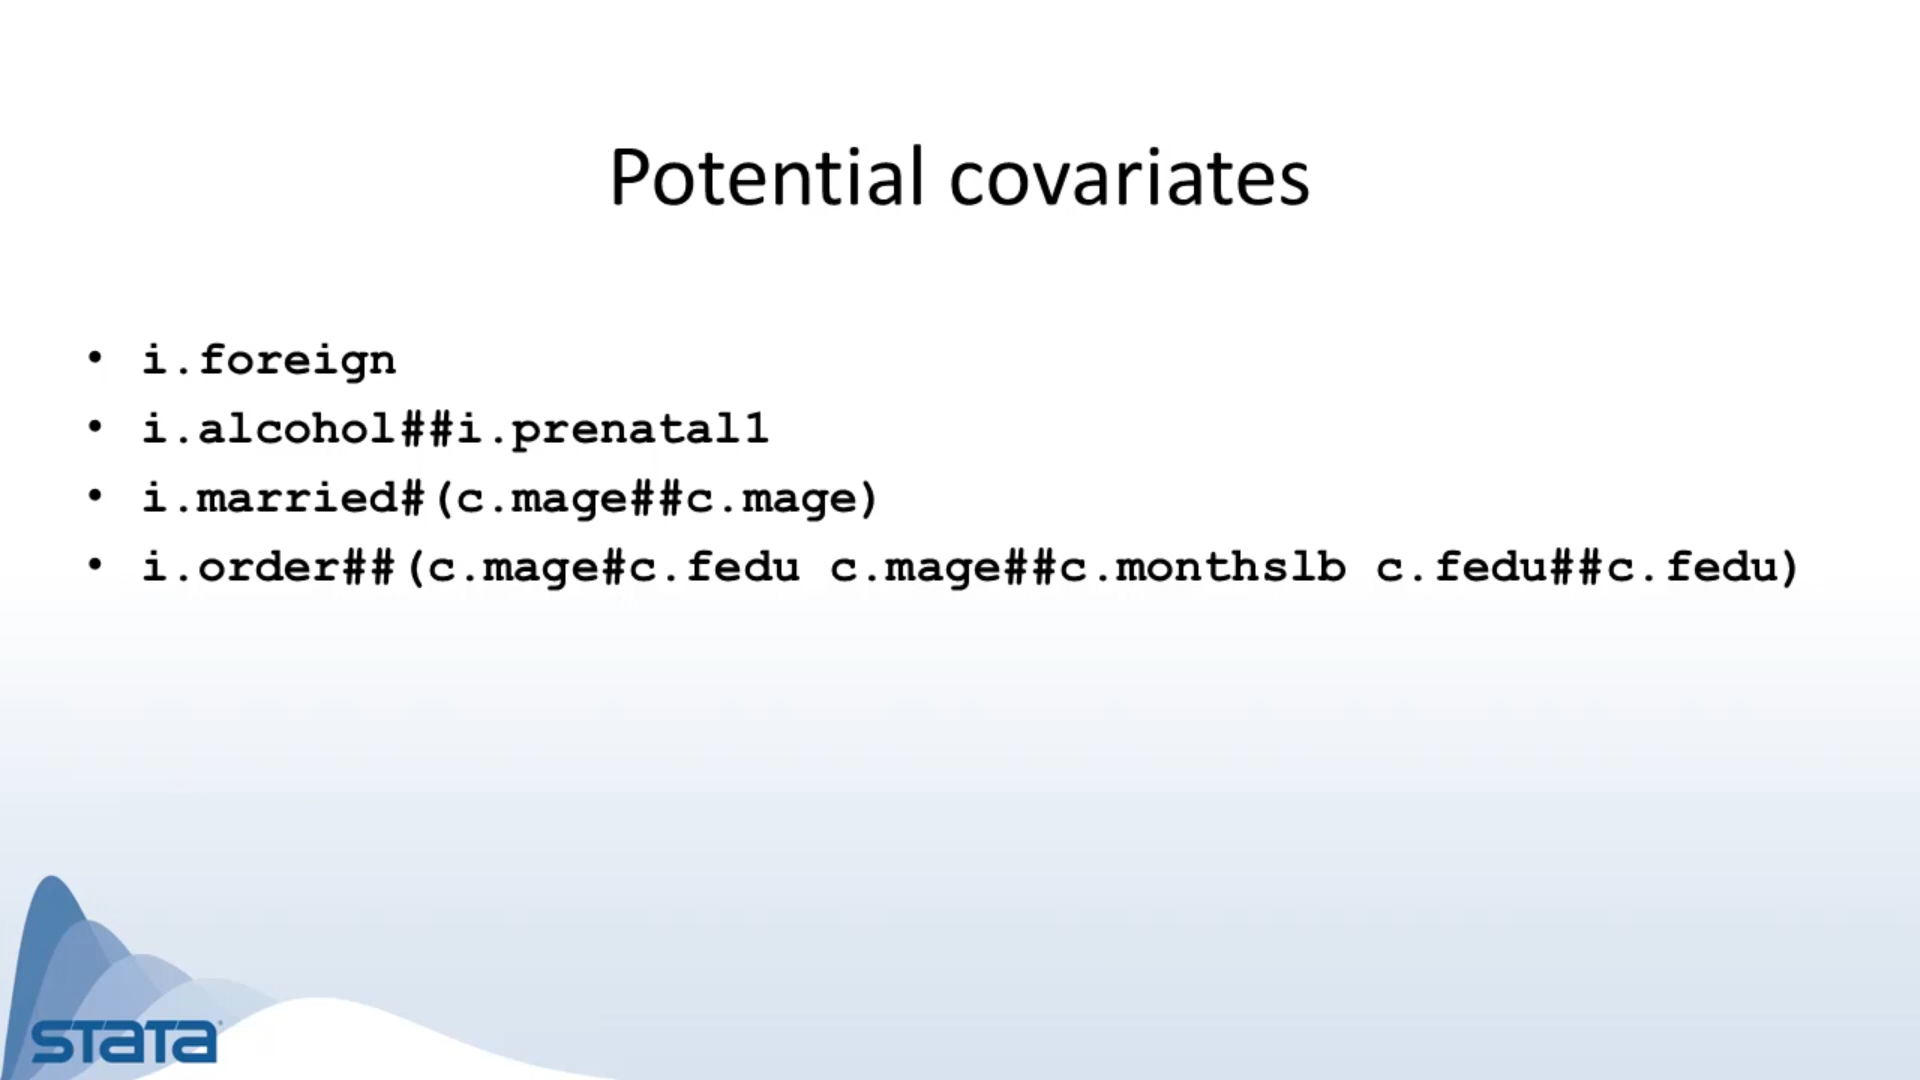 Potential covariates
• i.foreign
• i.alcohol##i.prenatal1
• i.married#(c.mage##c.mage)
• i.order##(c.mage#c.fedu c.mage##c.monthslb c.fedu##c.fedu)
stata